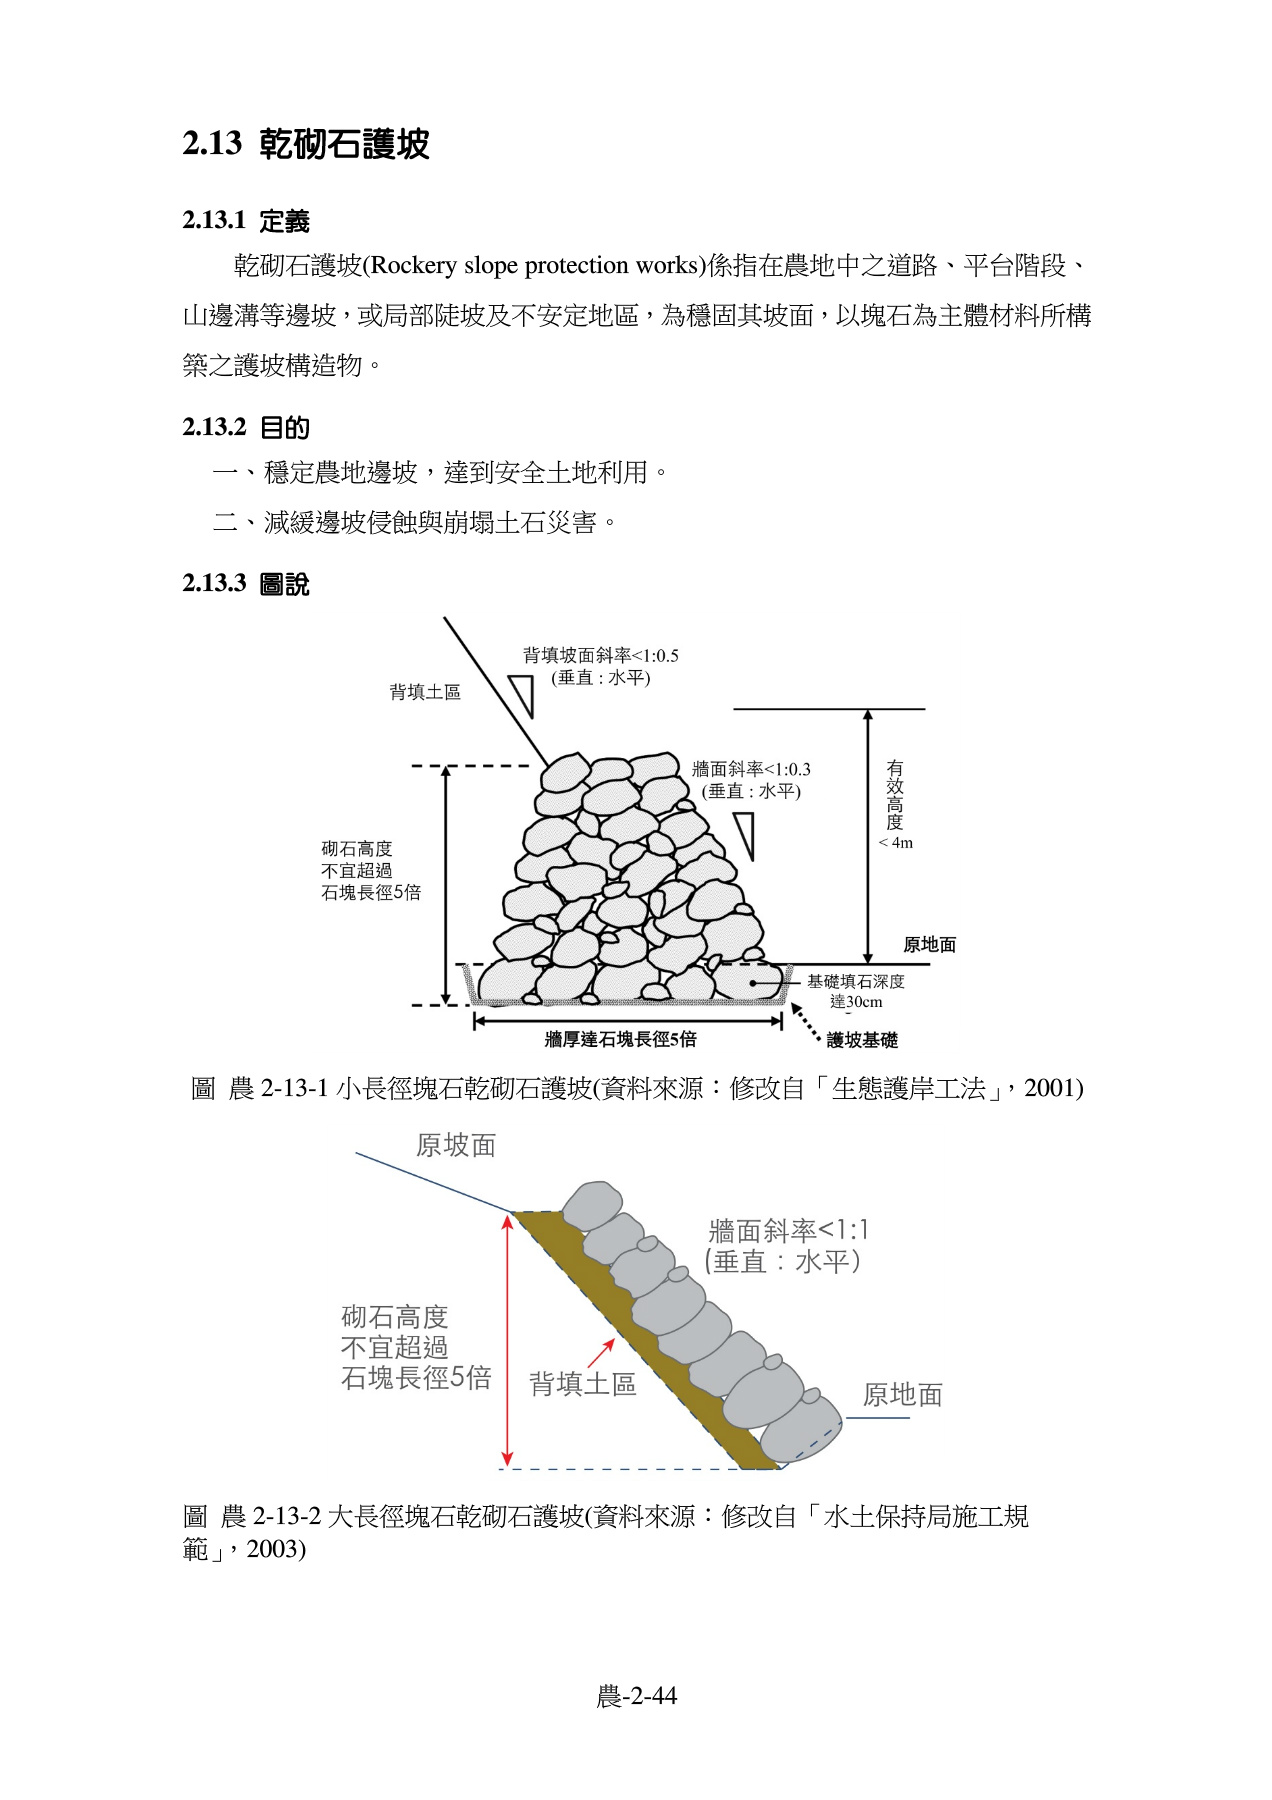 2.13 乾砌石護坡
2.13.1 定義
乾砌石護坡(Rockery slope protection works)係指在農地中之道路、平台階段、
山邊溝等邊坡，或局部陡坡及不安定地區，為穩固其坡面，以塊石為主體材料所構
築之護坡構造物。
2.13.2 目的
一、穩定農地邊坡，達到安全土地利用。
二、減緩邊坡侵蝕與崩塌土石災害。
2.13.3 圖說
背填坡面斜率<1:0.5
(垂直 : 水平)
背填土區
牆面斜率<1:0.3
(垂直 : 水平)
有效高度
< 4m
砌石高度
不宜超過
石塊長徑5倍
原地面
基礎填石深度
達30cm
牆厚達石塊長徑5倍
護坡基礎
圖 農 2-13-1 小長徑塊石乾砌石護坡(資料來源：修改自「生態護岸工法」，2001)
原坡面
牆面斜率<1:1
(垂直：水平)
砌石高度
不宜超過
石塊長徑5倍
背填土區
原地面
圖 農 2-13-2 大長徑塊石乾砌石護坡(資料來源：修改自「水土保持局施工規
範」，2003)
農-2-44